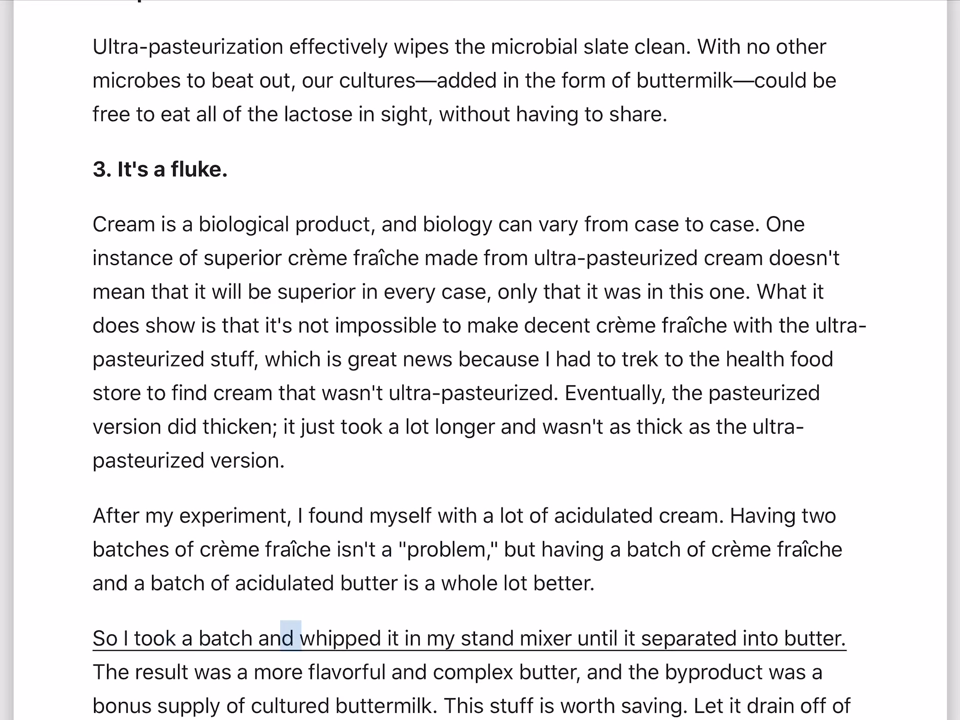 Ultra-pasteurization effectively wipes the microbial slate clean. With no other
microbes to beat out, our cultures—added in the form of buttermilk—could be
free to eat all of the lactose in sight, without having to share.
3. It's a fluke.
Cream is a biological product, and biology can vary from case to case. One
instance of superior crème fraîche made from ultra-pasteurized cream doesn't
mean that it will be superior in every case, only that it was in this one. What it
does show is that it's not impossible to make decent crème fraîche with the ultra-
pasteurized stuff, which is great news because I had to trek to the health food
store to find cream that wasn't ultra-pasteurized. Eventually, the pasteurized
version did thicken; it just took a lot longer and wasn't as thick as the ultra-
pasteurized version.
After my experiment, I found myself with a lot of acidulated cream. Having two
batches of crème fraîche isn't a "problem," but having a batch of crème fraîche
and a batch of acidulated butter is a whole lot better.
So I took a batch and whipped it in my stand mixer until it separated into butter.
The result was a more flavorful and complex butter, and the byproduct was a
bonus supply of cultured buttermilk. This stuff is worth saving. Let it drain off of